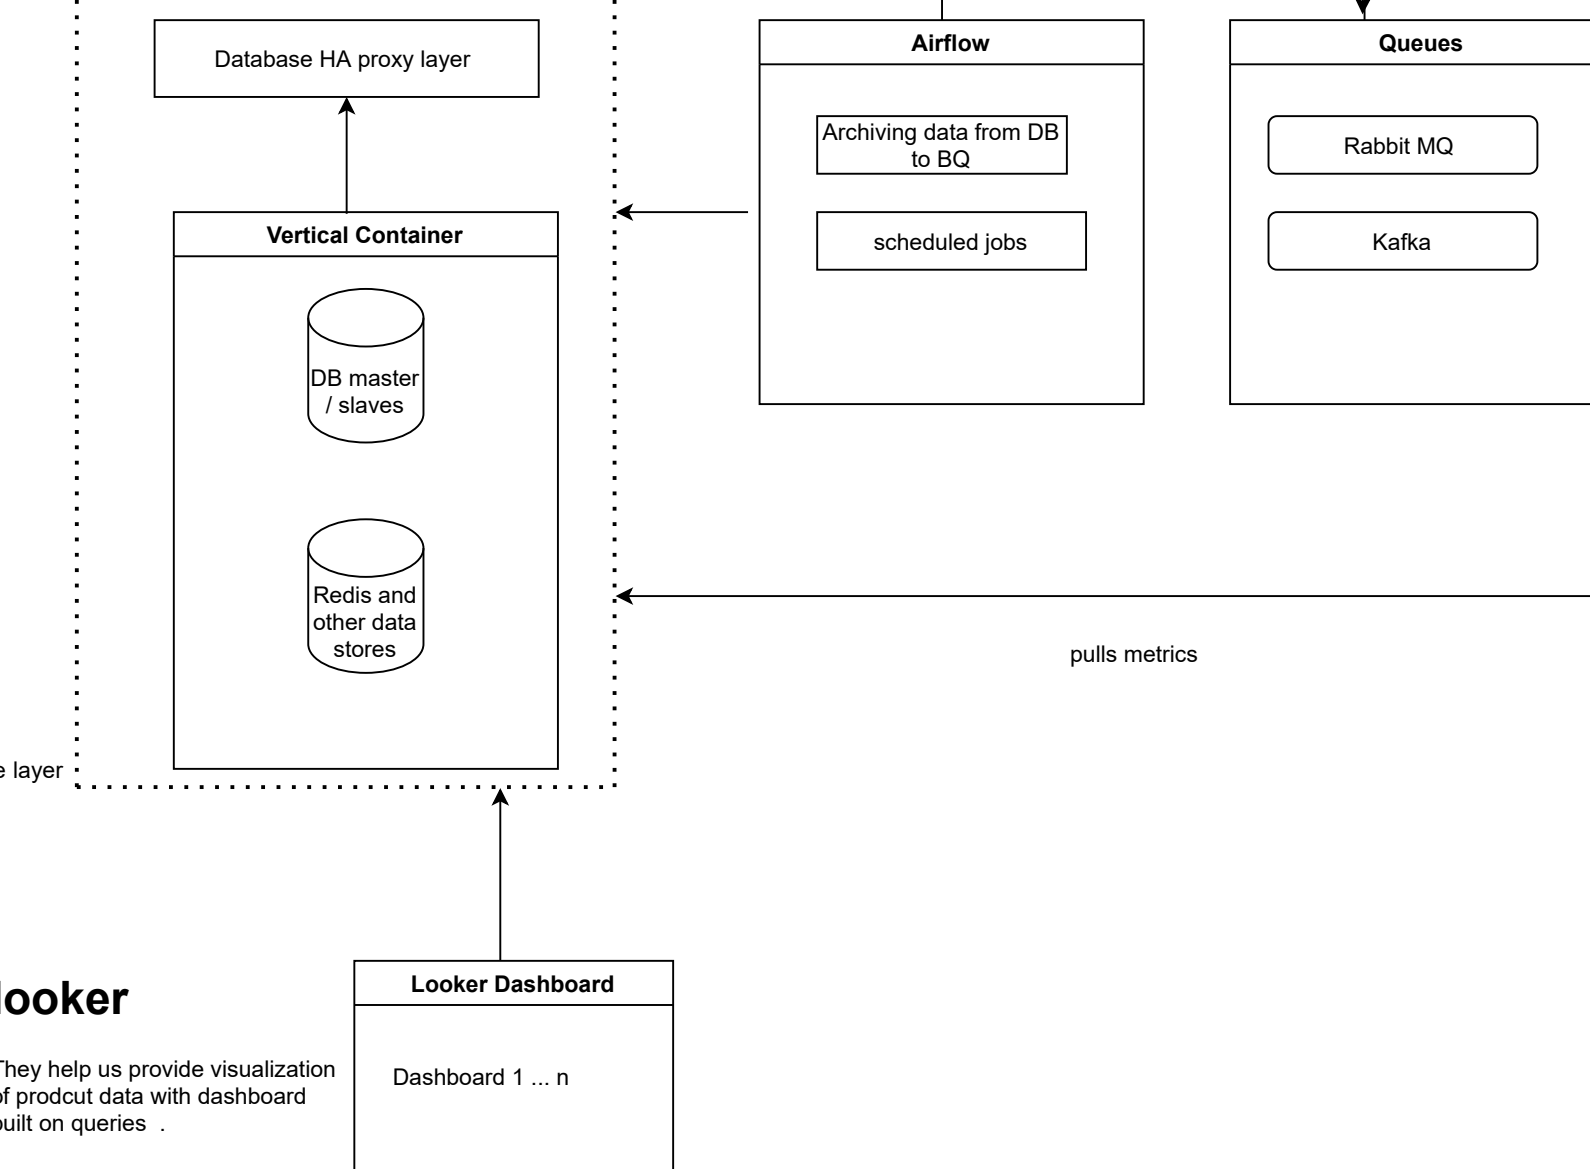 Database HA proxy layer
Airflow
Queues
Archiving data from DB
to BQ
Rabbit MQ
scheduled jobs
Kafka
Vertical Container
DB master
/ slaves
Redis and
other data
stores
pulls metrics
layer
Looker Dashboard
looker
They help us provide visualization
of prodcut data with dashboard
built on queries .
Dashboard 1 ... n